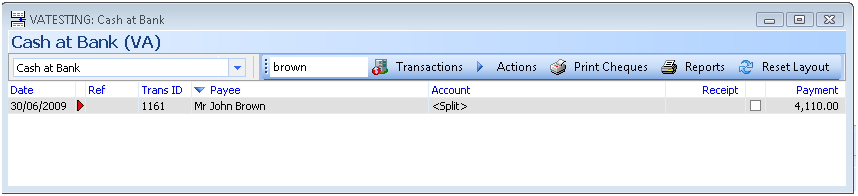 VATESTING: Cash at Bank
Cash at Bank (VA)
Cash at Bank brown Transactions Actions Print Cheques Reports Reset Layout
Date Ref Trans ID Payee Account Receipt Payment
30/06/2009 1161 Mr John Brown <Split> 4,110.00